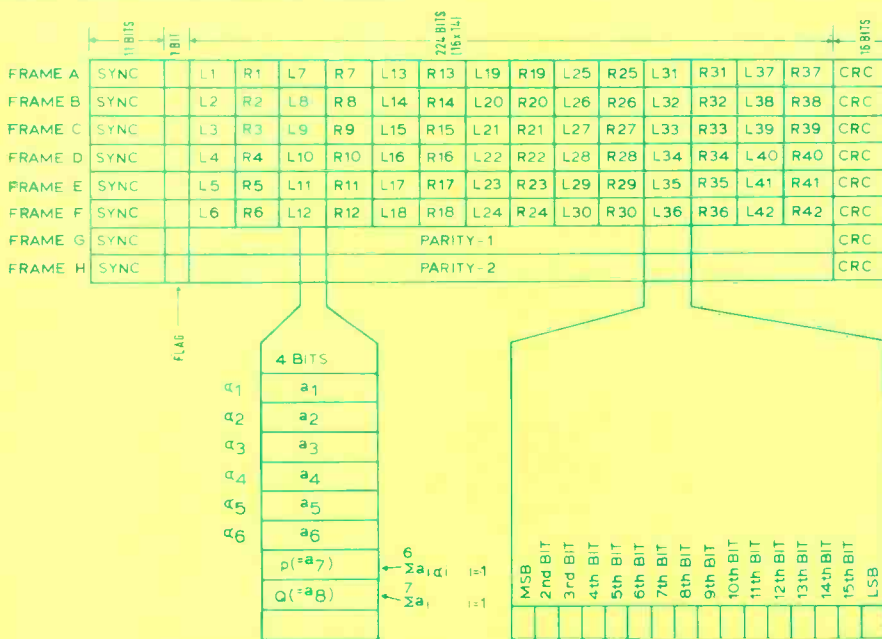 11 BITS
1 BIT
224 BITS
(16x14)
16 BITS
FRAME A SYNC L1 R1 L7 R7 L13 R13 L19 R19 L25 R25 L31 R31 L37 R37 CRC
FRAME B SYNC L2 R2 L8 R8 L14 R14 L20 R20 L26 R26 L32 R32 L38 R38 CRC
FRAME C SYNC L3 R3 L9 R9 L15 R15 L21 R21 L27 R27 L33 R33 L39 R39 CRC
FRAME D SYNC L4 R4 L10 R10 L16 R16 L22 R22 L28 R28 L34 R34 L40 R40 CRC
FRAME E SYNC L5 R5 L11 R11 L17 R17 L23 R23 L29 R29 L35 R35 L41 R41 CRC
FRAME F SYNC L6 R6 L12 R12 L18 R18 L24 R24 L30 R30 L36 R36 L42 R42 CRC
FRAME G SYNC PARITY-1 CRC
FRAME H SYNC PARITY-2 CRC
FLAG
4 BITS
α1 a1
α2 a2
α3 a3
α4 a4
α5 a5
α6 a6
p(=a7) 6 Σaiαi i=1
Q(=a8) 7 Σai i=1
MSB
2nd BIT
3rd BIT
4th BIT
5th BIT
6th BIT
7th BIT
8th BIT
9th BIT
10th BIT
11th BIT
12th BIT
13th BIT
14th BIT
15th BIT
LSB